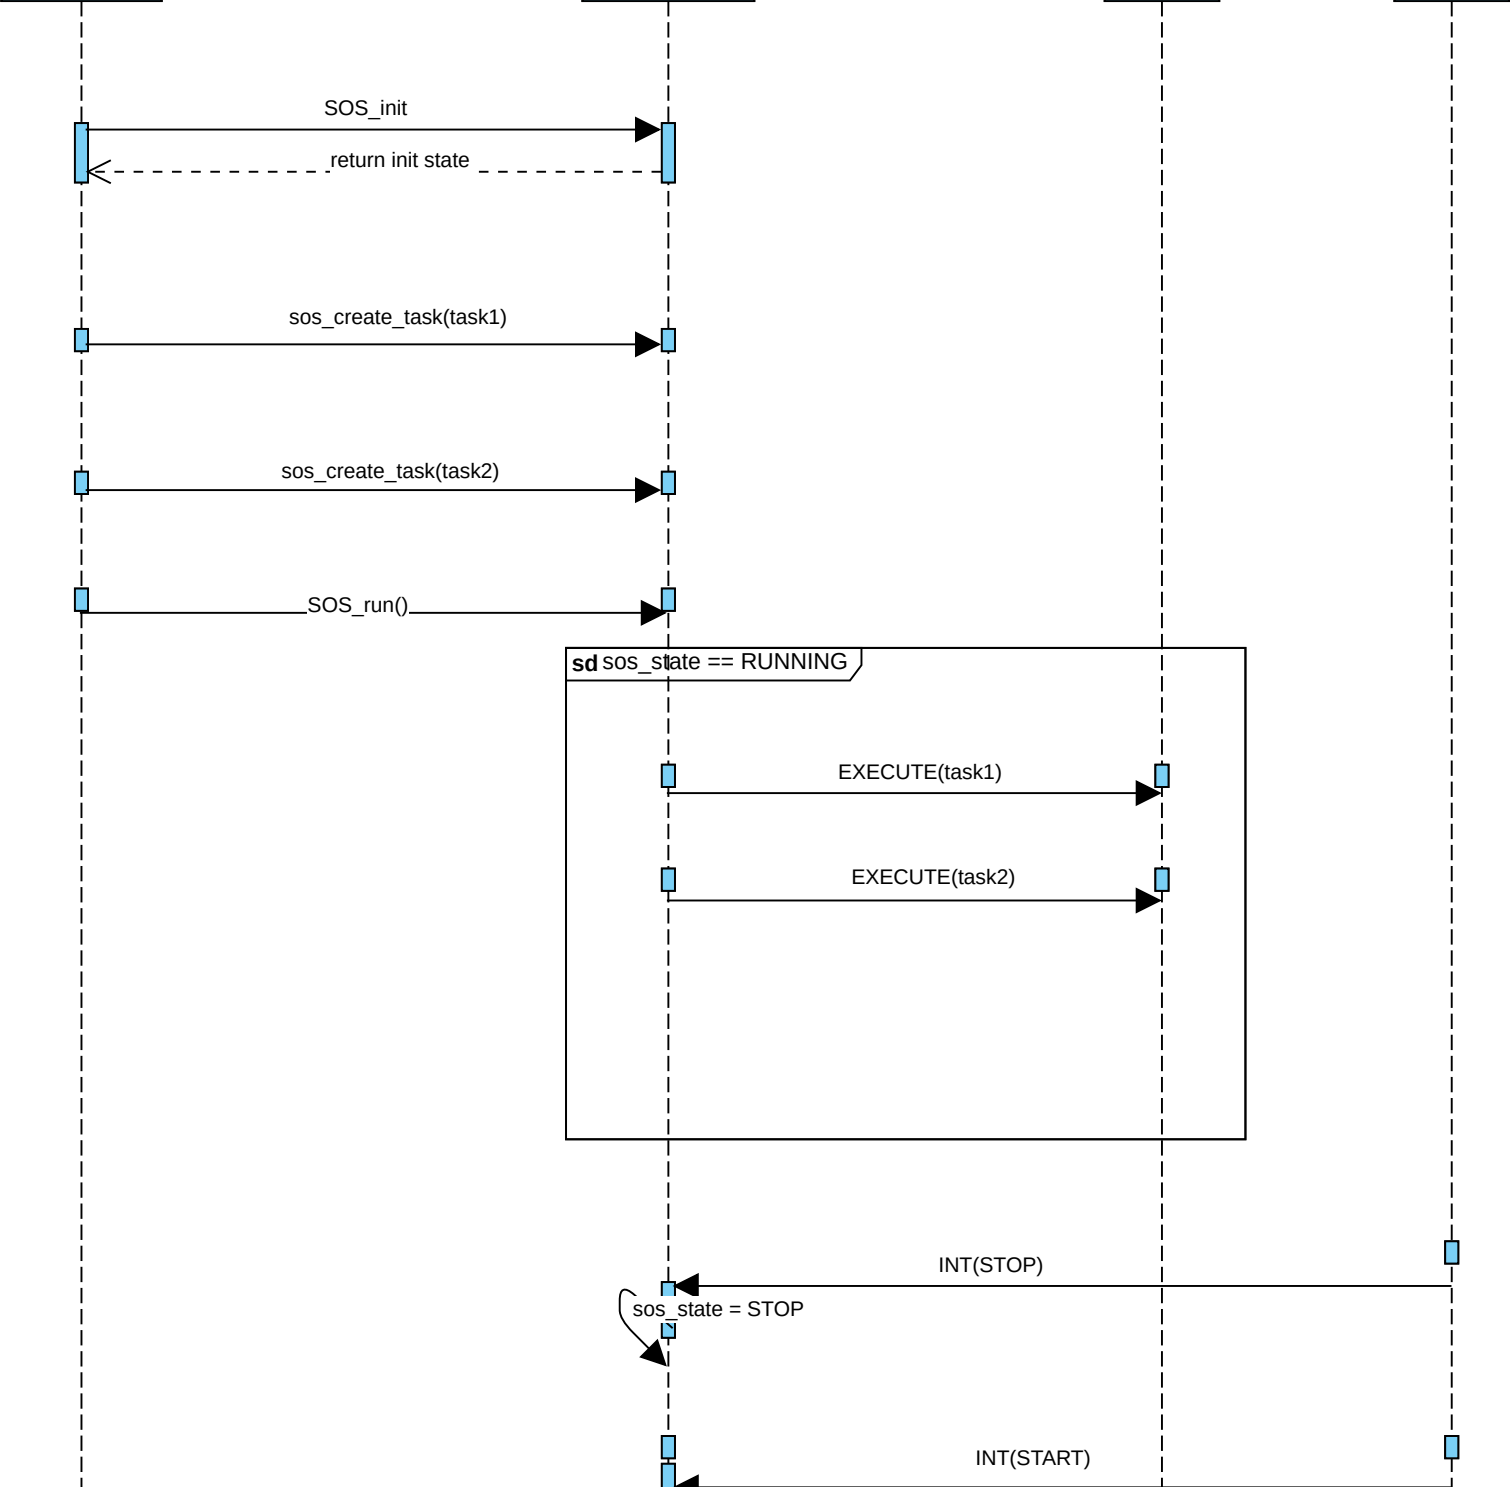 SOS_init
return init state
sos_create_task(task1)
sos_create_task(task2)
SOS_run()
sd sos_state == RUNNING
EXECUTE(task1)
EXECUTE(task2)
INT(STOP)
sos_state = STOP
INT(START)